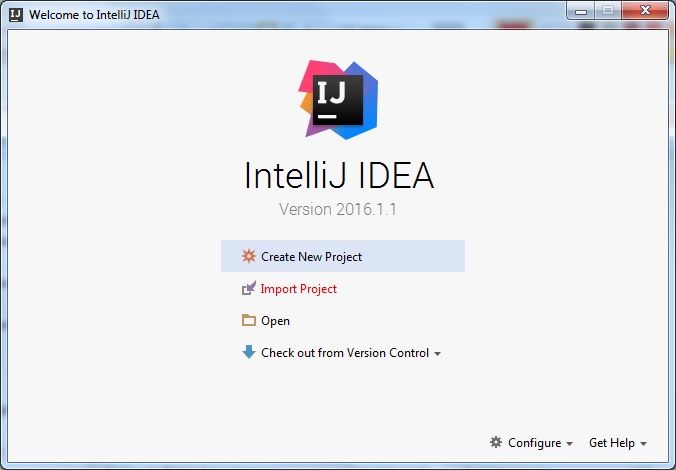 Welcome to IntelliJ IDEA
IJ
IntelliJ IDEA
Version 2016.1.1
Create New Project
Import Project
Open
Check out from Version Control
Configure
Get Help